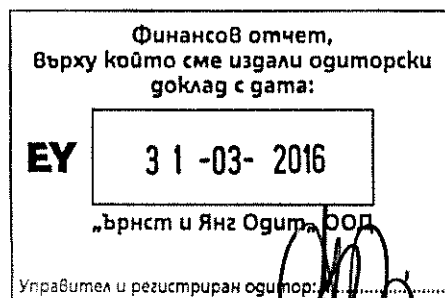 Финансов отчет,
върху който сме издали одиторски
доклад с дата:
EY 31 -03- 2016
„Ърнст и Янг Одит„ ООД
Управител и регистриран одитор: